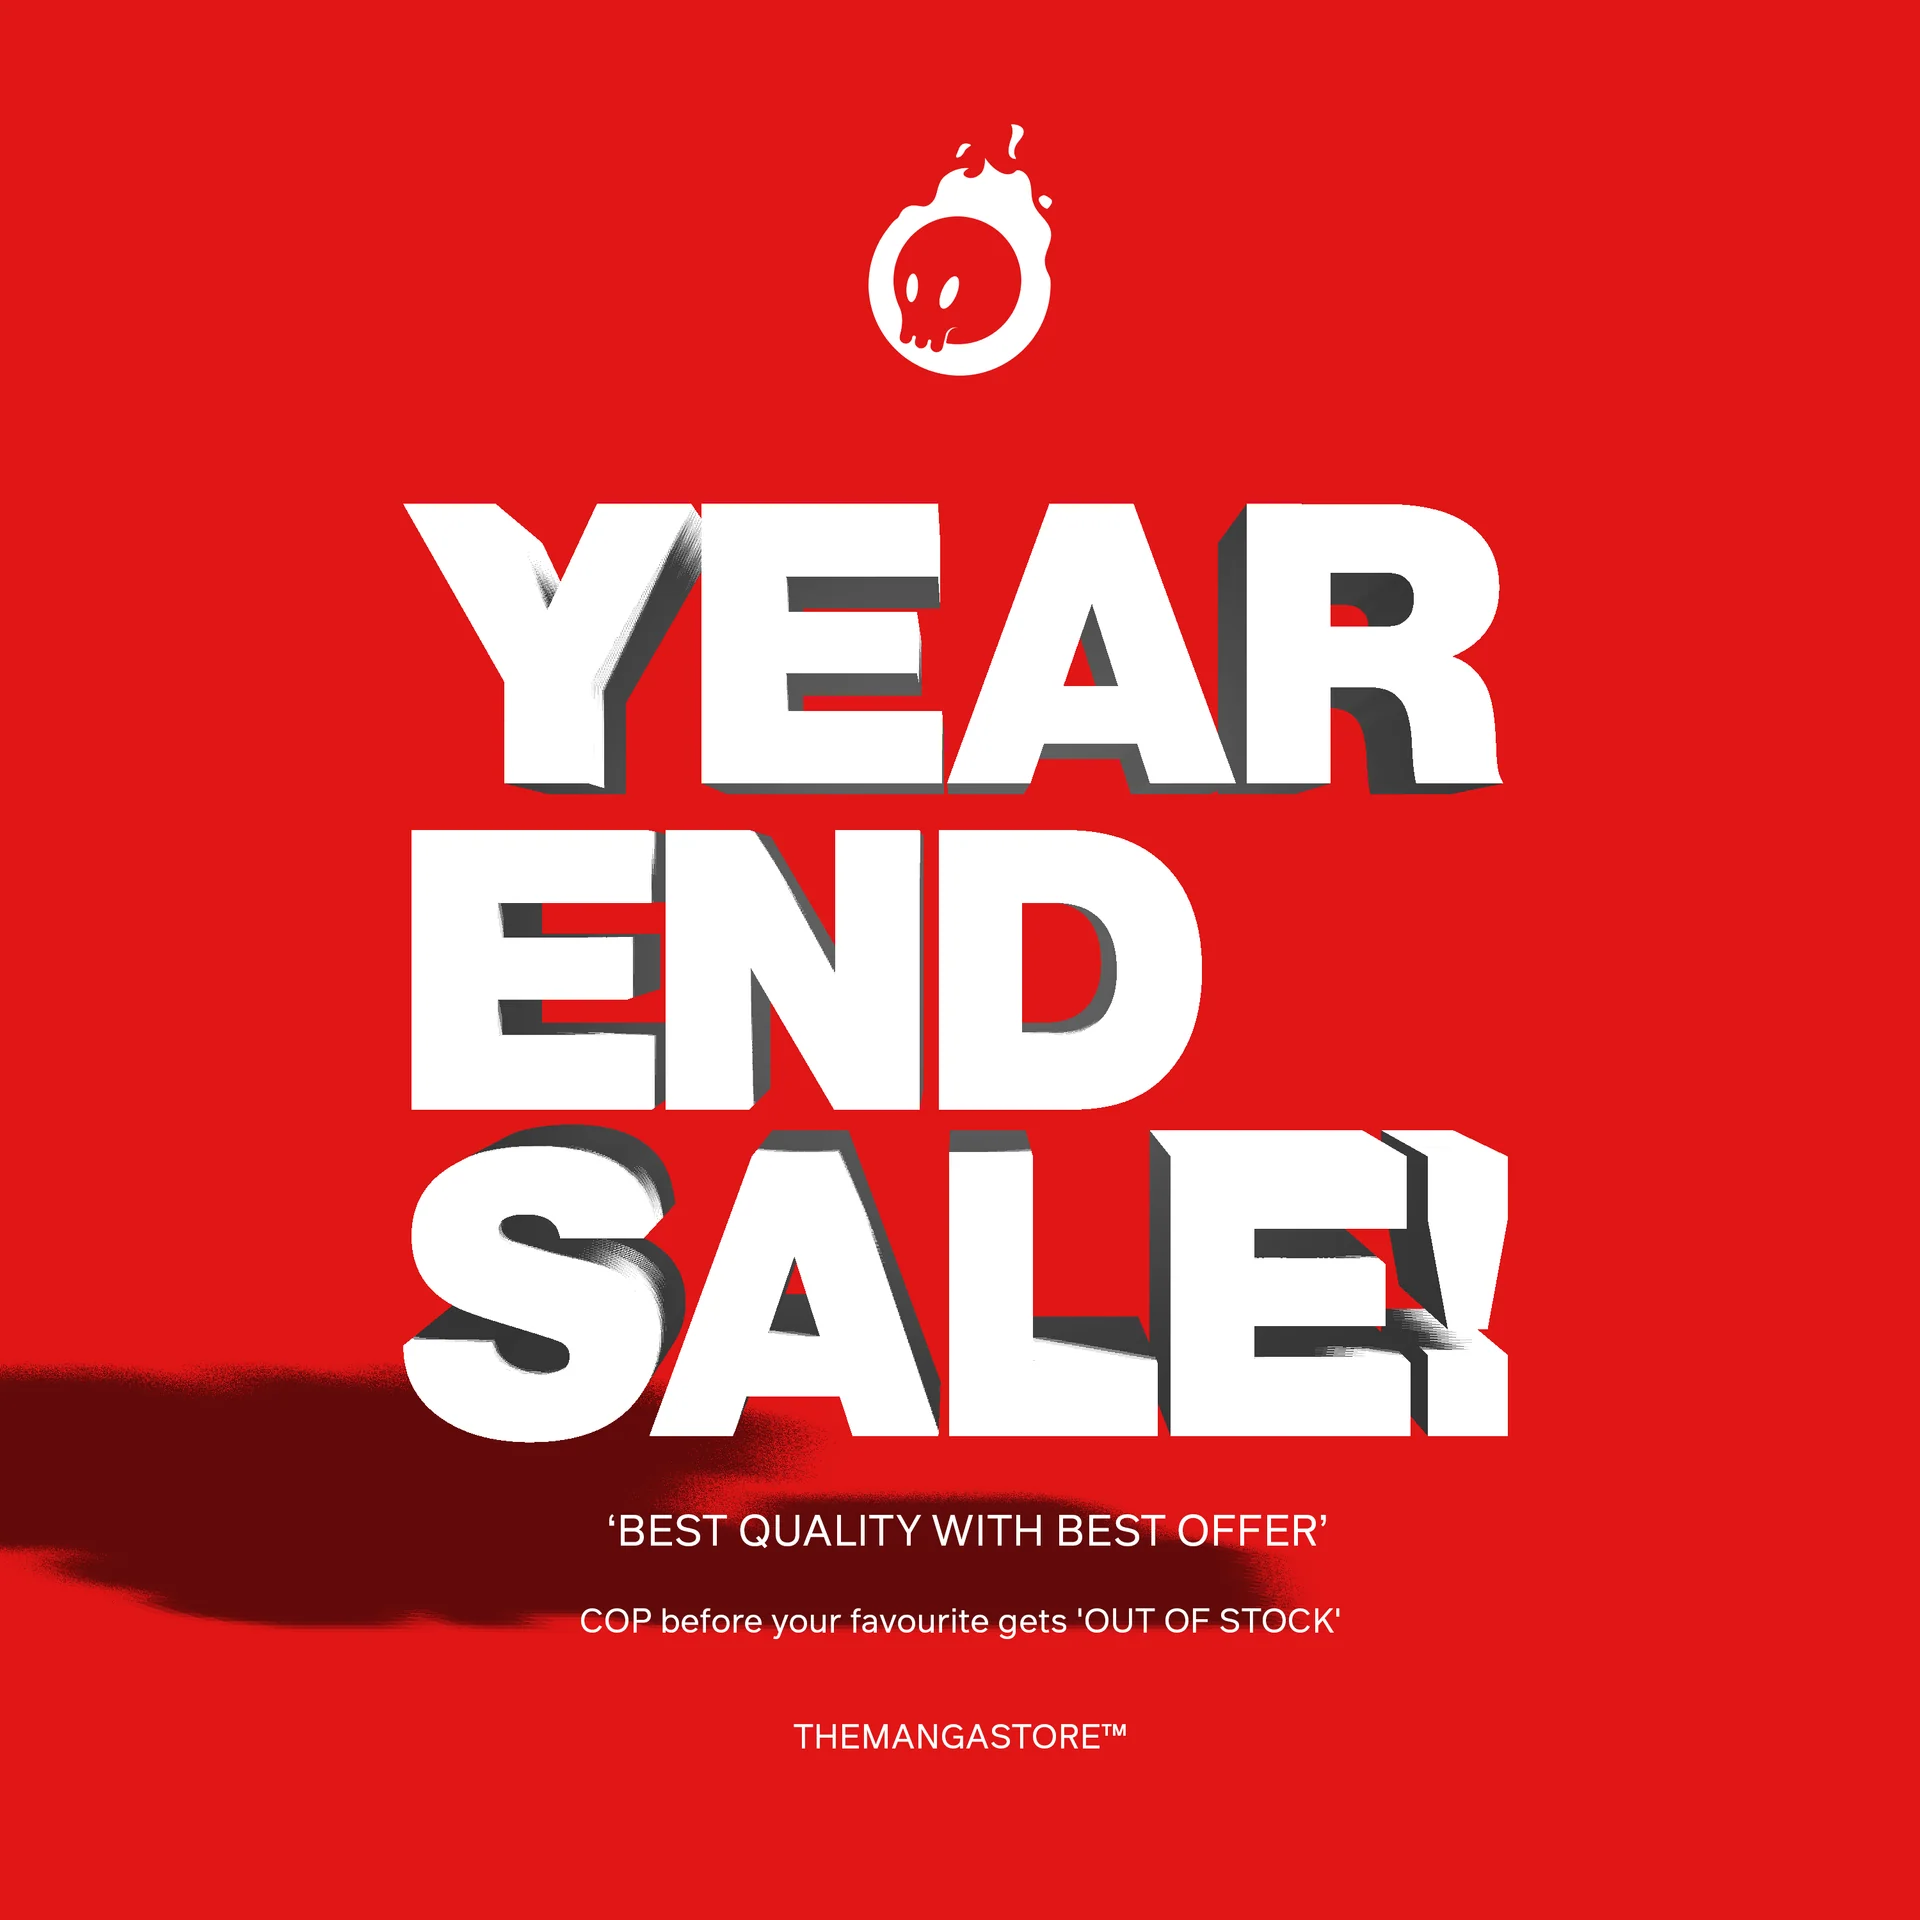 YEAR
END
SALE!
‘BEST QUALITY WITH BEST OFFER’
COP before your favourite gets 'OUT OF STOCK'
THEMANGASTORE™